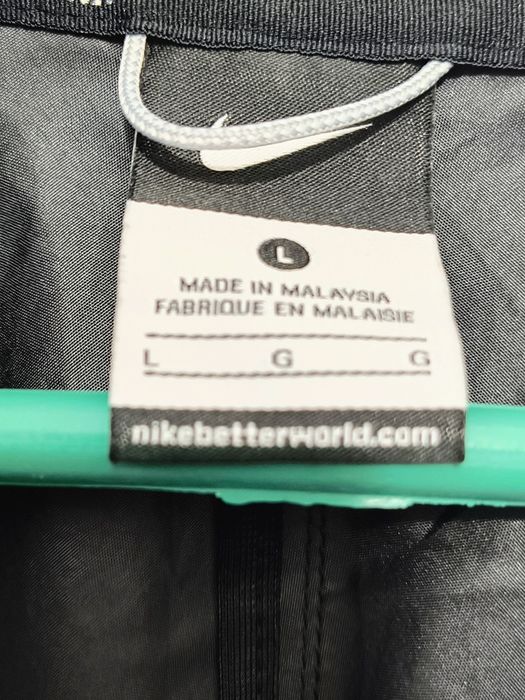 L
MADE IN MALAYSIA
FABRIQUE EN MALAISIE
L G G
nikebetterworld.com